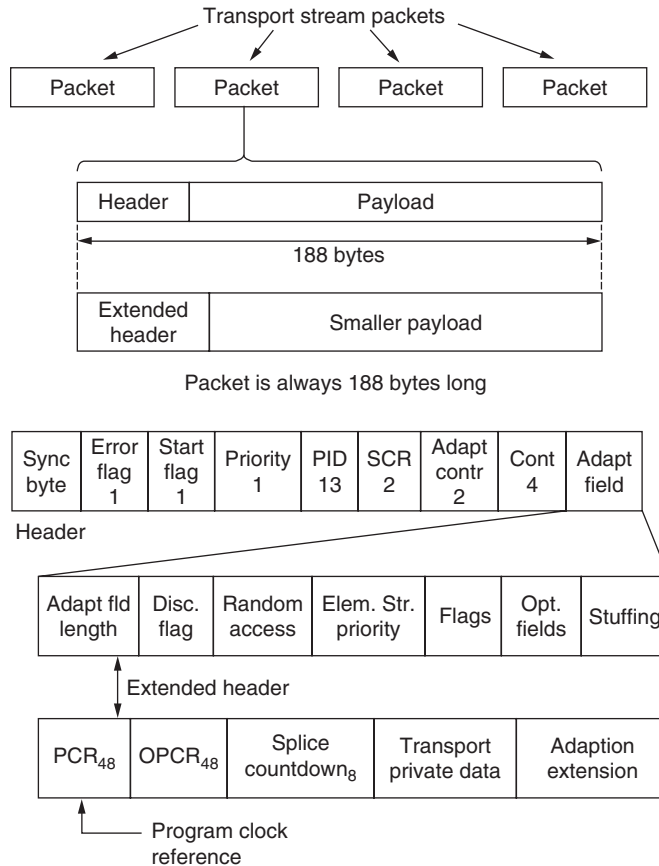 Transport stream packets
Packet Packet Packet Packet
Header Payload
188 bytes
Extended header Smaller payload
Packet is always 188 bytes long
Sync byte
Error flag 1
Start flag 1
Priority 1
PID 13
SCR 2
Adapt contr 2
Cont 4
Adapt field
Header
Adapt fld length
Disc. flag
Random access
Elem. Str. priority
Flags
Opt. fields
Stuffing
Extended header
PCR48
OPCR48
Splice countdown8
Transport private data
Adaption extension
Program clock reference